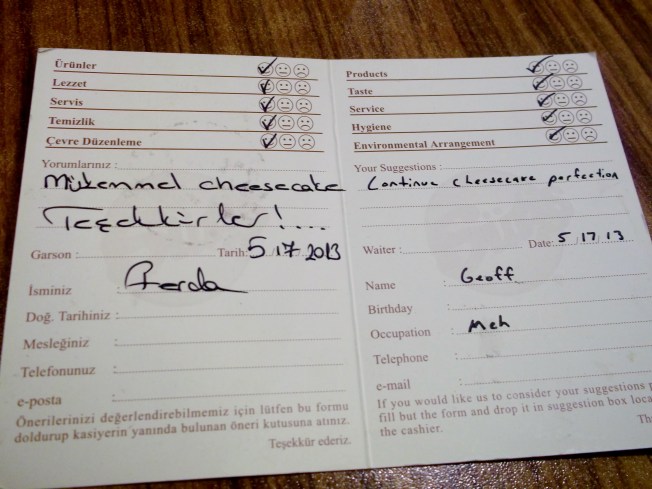 Ürünler
Lezzet
Servis
Temizlik
Çevre Düzenleme
Yorumlarınız :
Mükemmel cheesecake
Teşekkürler!....
Garson : Tarih: 5/17/2013
İsminiz : Ferda
Doğ. Tarihiniz :
Mesleğiniz :
Telefonunuz :
e-posta :
Önerilerinizi değerlendirebilmemiz için lütfen bu formu
doldurup kasiyerin yanında bulunan öneri kutusuna atınız.
Teşekkür ederiz.
Products
Taste
Service
Hygiene
Environmental Arrangement
Your Suggestions :
Continue cheesecake perfection
Waiter : Date: 5/17/13
Name : Geoff
Birthday :
Occupation : Meh
Telephone :
e-mail :
If you would like us to consider your suggestions
fill but the form and drop it in suggestion box
the cashier.